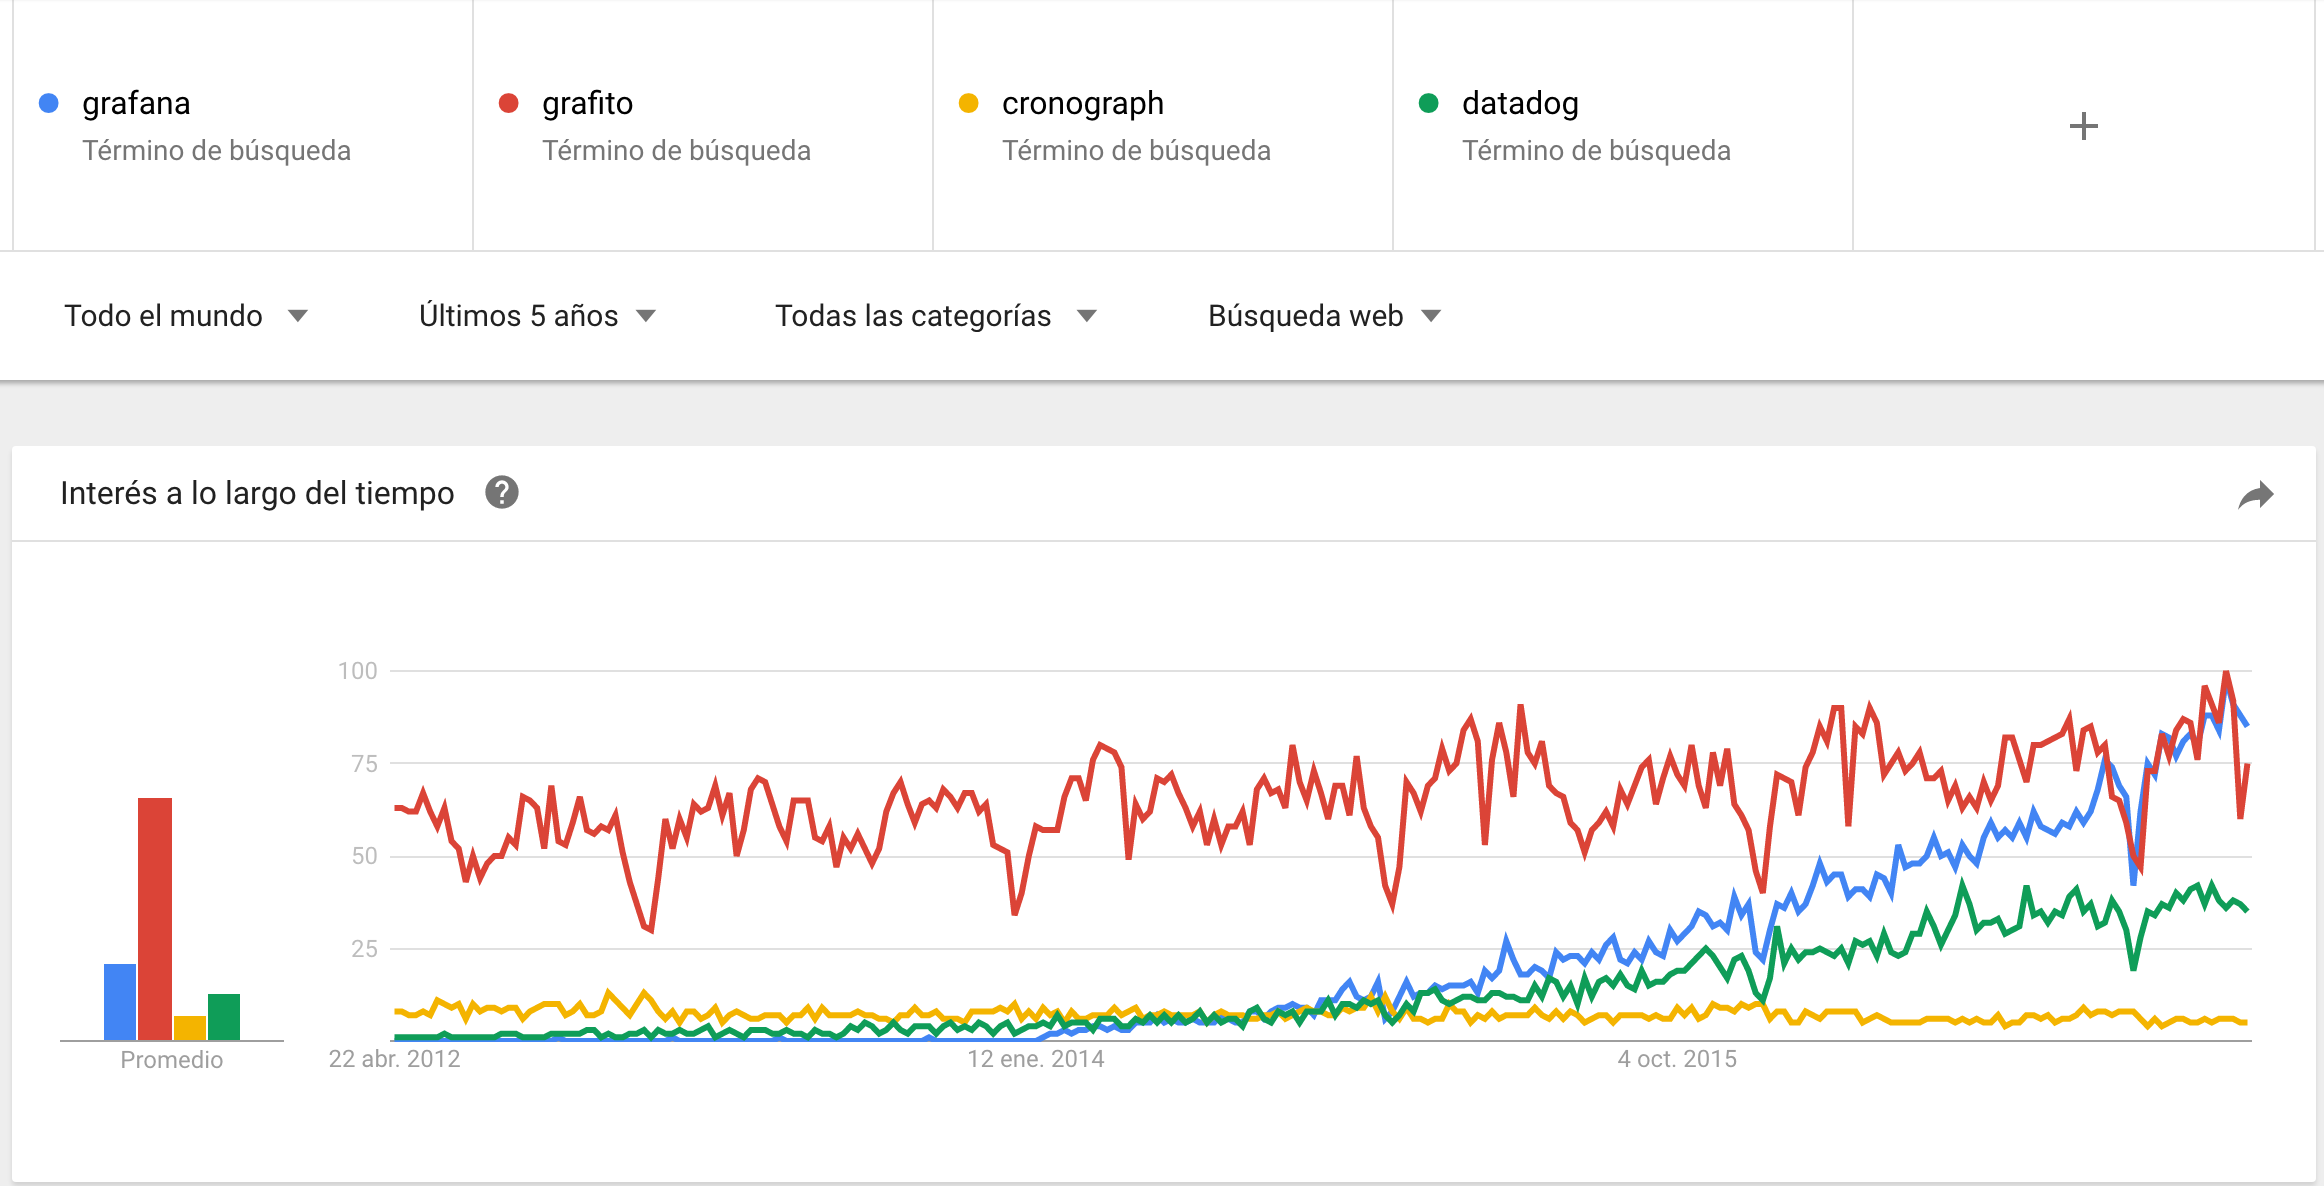 grafana
Término de búsqueda
grafito
Término de búsqueda
cronograph
Término de búsqueda
datadog
Término de búsqueda
+
Todo el mundo
Últimos 5 años
Todas las categorías
Búsqueda web
Interés a lo largo del tiempo
?
100
75
50
25
Promedio
22 abr. 2012
12 ene. 2014
4 oct. 2015